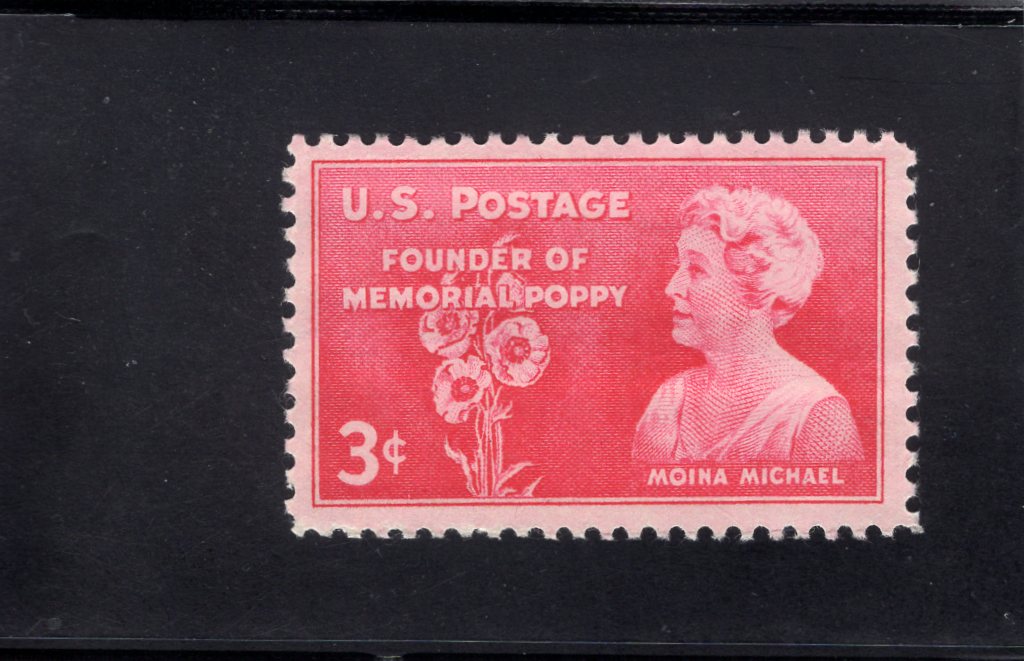 U.S. POSTAGE
FOUNDER OF
MEMORIAL POPPY
3¢
MOINA MICHAEL